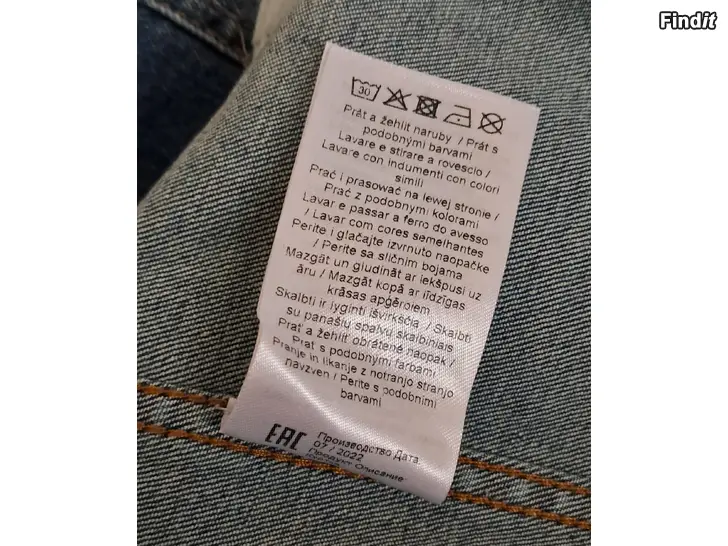 Findit
30
Prát a žehlit naruby / Prát s
podobnými barvami
Lavare e stirare a rovescio /
Lavare con indumenti con colori
simili
Prać i prasować na lewej stronie /
Prać z podobnymi kolorami
Lavar e passar a ferro do avesso
/ Lavar com cores semelhantes
Perite i glačajte izvrnuto naopačke
/ Perite sa sličnim bojama
Mazgāt un gludināt ar iekšpusi uz
āru / Mazgāt kopā ar līdzīgas
krāsas apģērbiem
Skalbti ir lyginti išvirkščią / Skalbti
su panašių spalvų skalbiniais
Prať a žehliť obrátené naopak /
Prať s podobnými farbami
Pranje in likanje z notranjo stranjo
navzven / Perite s podobnimi
barvami
EAC Производство Дата:
07 / 2022
Продукт Описание: